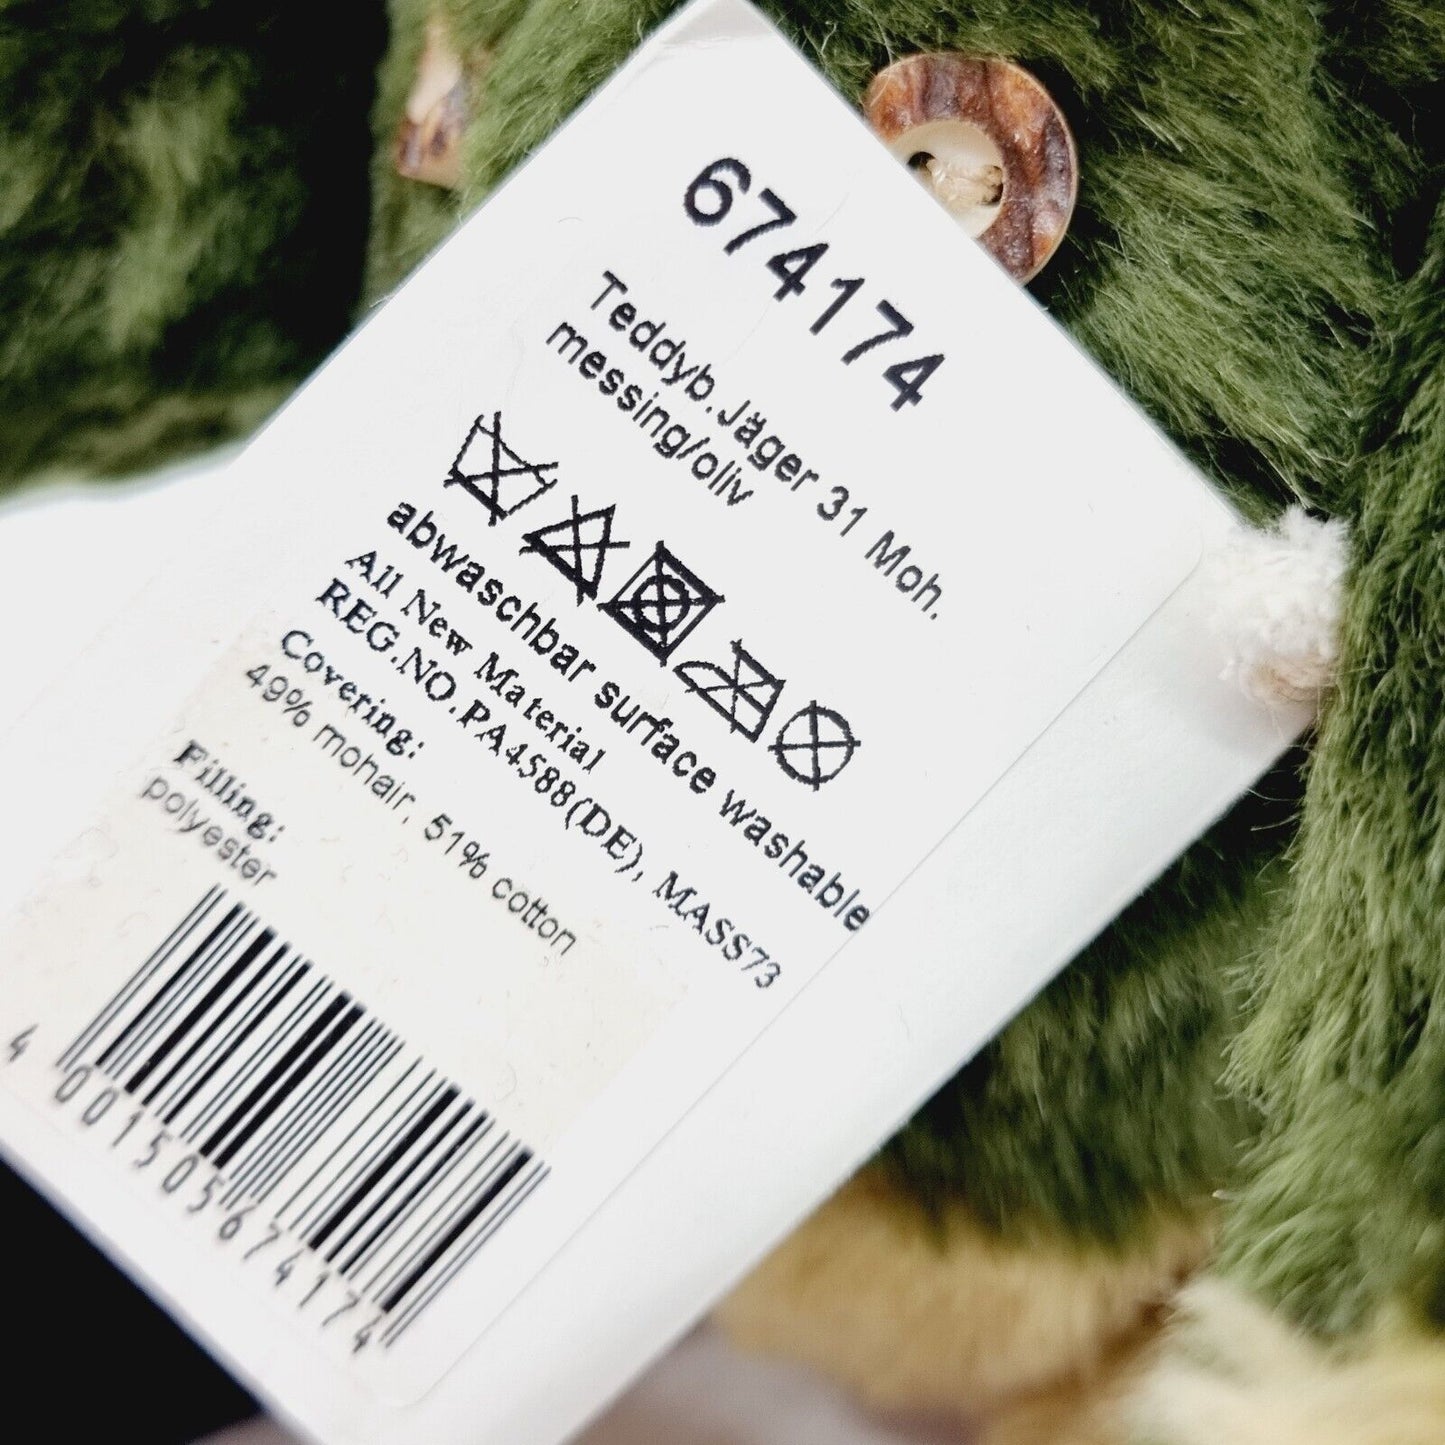 674174
Teddyb.Jäger 31 Moh.
messing/oliv
abwaschbar surface washable
All New Material
REG.NO.PA4588(DE), MASS73
Covering:
49% mohair, 51% cotton
Filling:
polyester
4 001505 674174